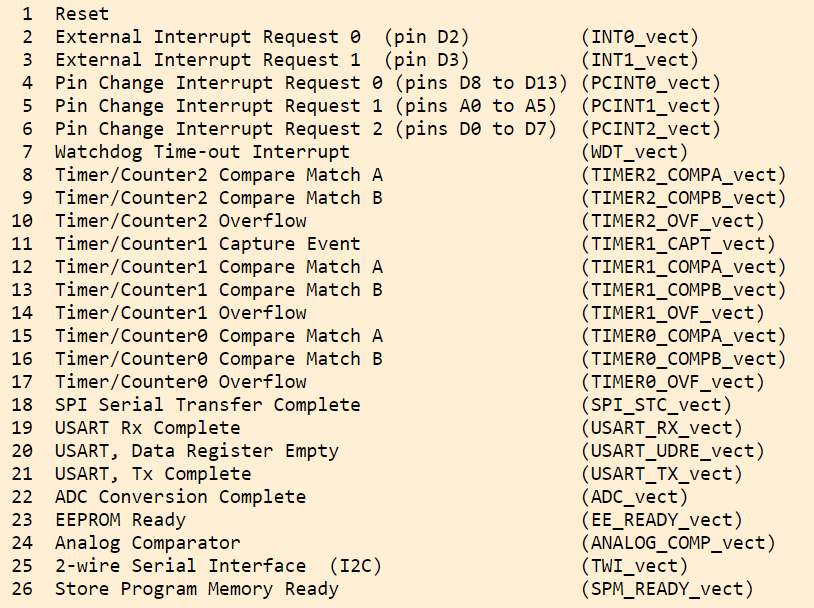 1 Reset
2 External Interrupt Request 0 (pin D2) (INT0_vect)
3 External Interrupt Request 1 (pin D3) (INT1_vect)
4 Pin Change Interrupt Request 0 (pins D8 to D13) (PCINT0_vect)
5 Pin Change Interrupt Request 1 (pins A0 to A5) (PCINT1_vect)
6 Pin Change Interrupt Request 2 (pins D0 to D7) (PCINT2_vect)
7 Watchdog Time-out Interrupt (WDT_vect)
8 Timer/Counter2 Compare Match A (TIMER2_COMPA_vect)
9 Timer/Counter2 Compare Match B (TIMER2_COMPB_vect)
10 Timer/Counter2 Overflow (TIMER2_OVF_vect)
11 Timer/Counter1 Capture Event (TIMER1_CAPT_vect)
12 Timer/Counter1 Compare Match A (TIMER1_COMPA_vect)
13 Timer/Counter1 Compare Match B (TIMER1_COMPB_vect)
14 Timer/Counter1 Overflow (TIMER1_OVF_vect)
15 Timer/Counter0 Compare Match A (TIMER0_COMPA_vect)
16 Timer/Counter0 Compare Match B (TIMER0_COMPB_vect)
17 Timer/Counter0 Overflow (TIMER0_OVF_vect)
18 SPI Serial Transfer Complete (SPI_STC_vect)
19 USART Rx Complete (USART_RX_vect)
20 USART, Data Register Empty (USART_UDRE_vect)
21 USART, Tx Complete (USART_TX_vect)
22 ADC Conversion Complete (ADC_vect)
23 EEPROM Ready (EE_READY_vect)
24 Analog Comparator (ANALOG_COMP_vect)
25 2-wire Serial Interface (I2C) (TWI_vect)
26 Store Program Memory Ready (SPM_READY_vect)